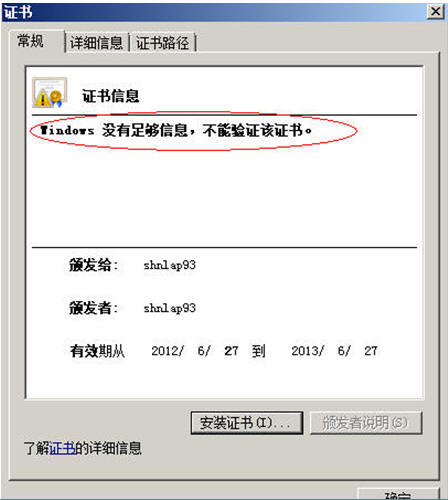 证书
常规 详细信息 证书路径
证书信息
Windows 没有足够信息，不能验证该证书。
颁发给: shnlap93
颁发者: shnlap93
有效期从 2012/ 6/ 27 到 2013/ 6/ 27
安装证书(I)... 颁发者说明(S)
了解证书的详细信息
确定